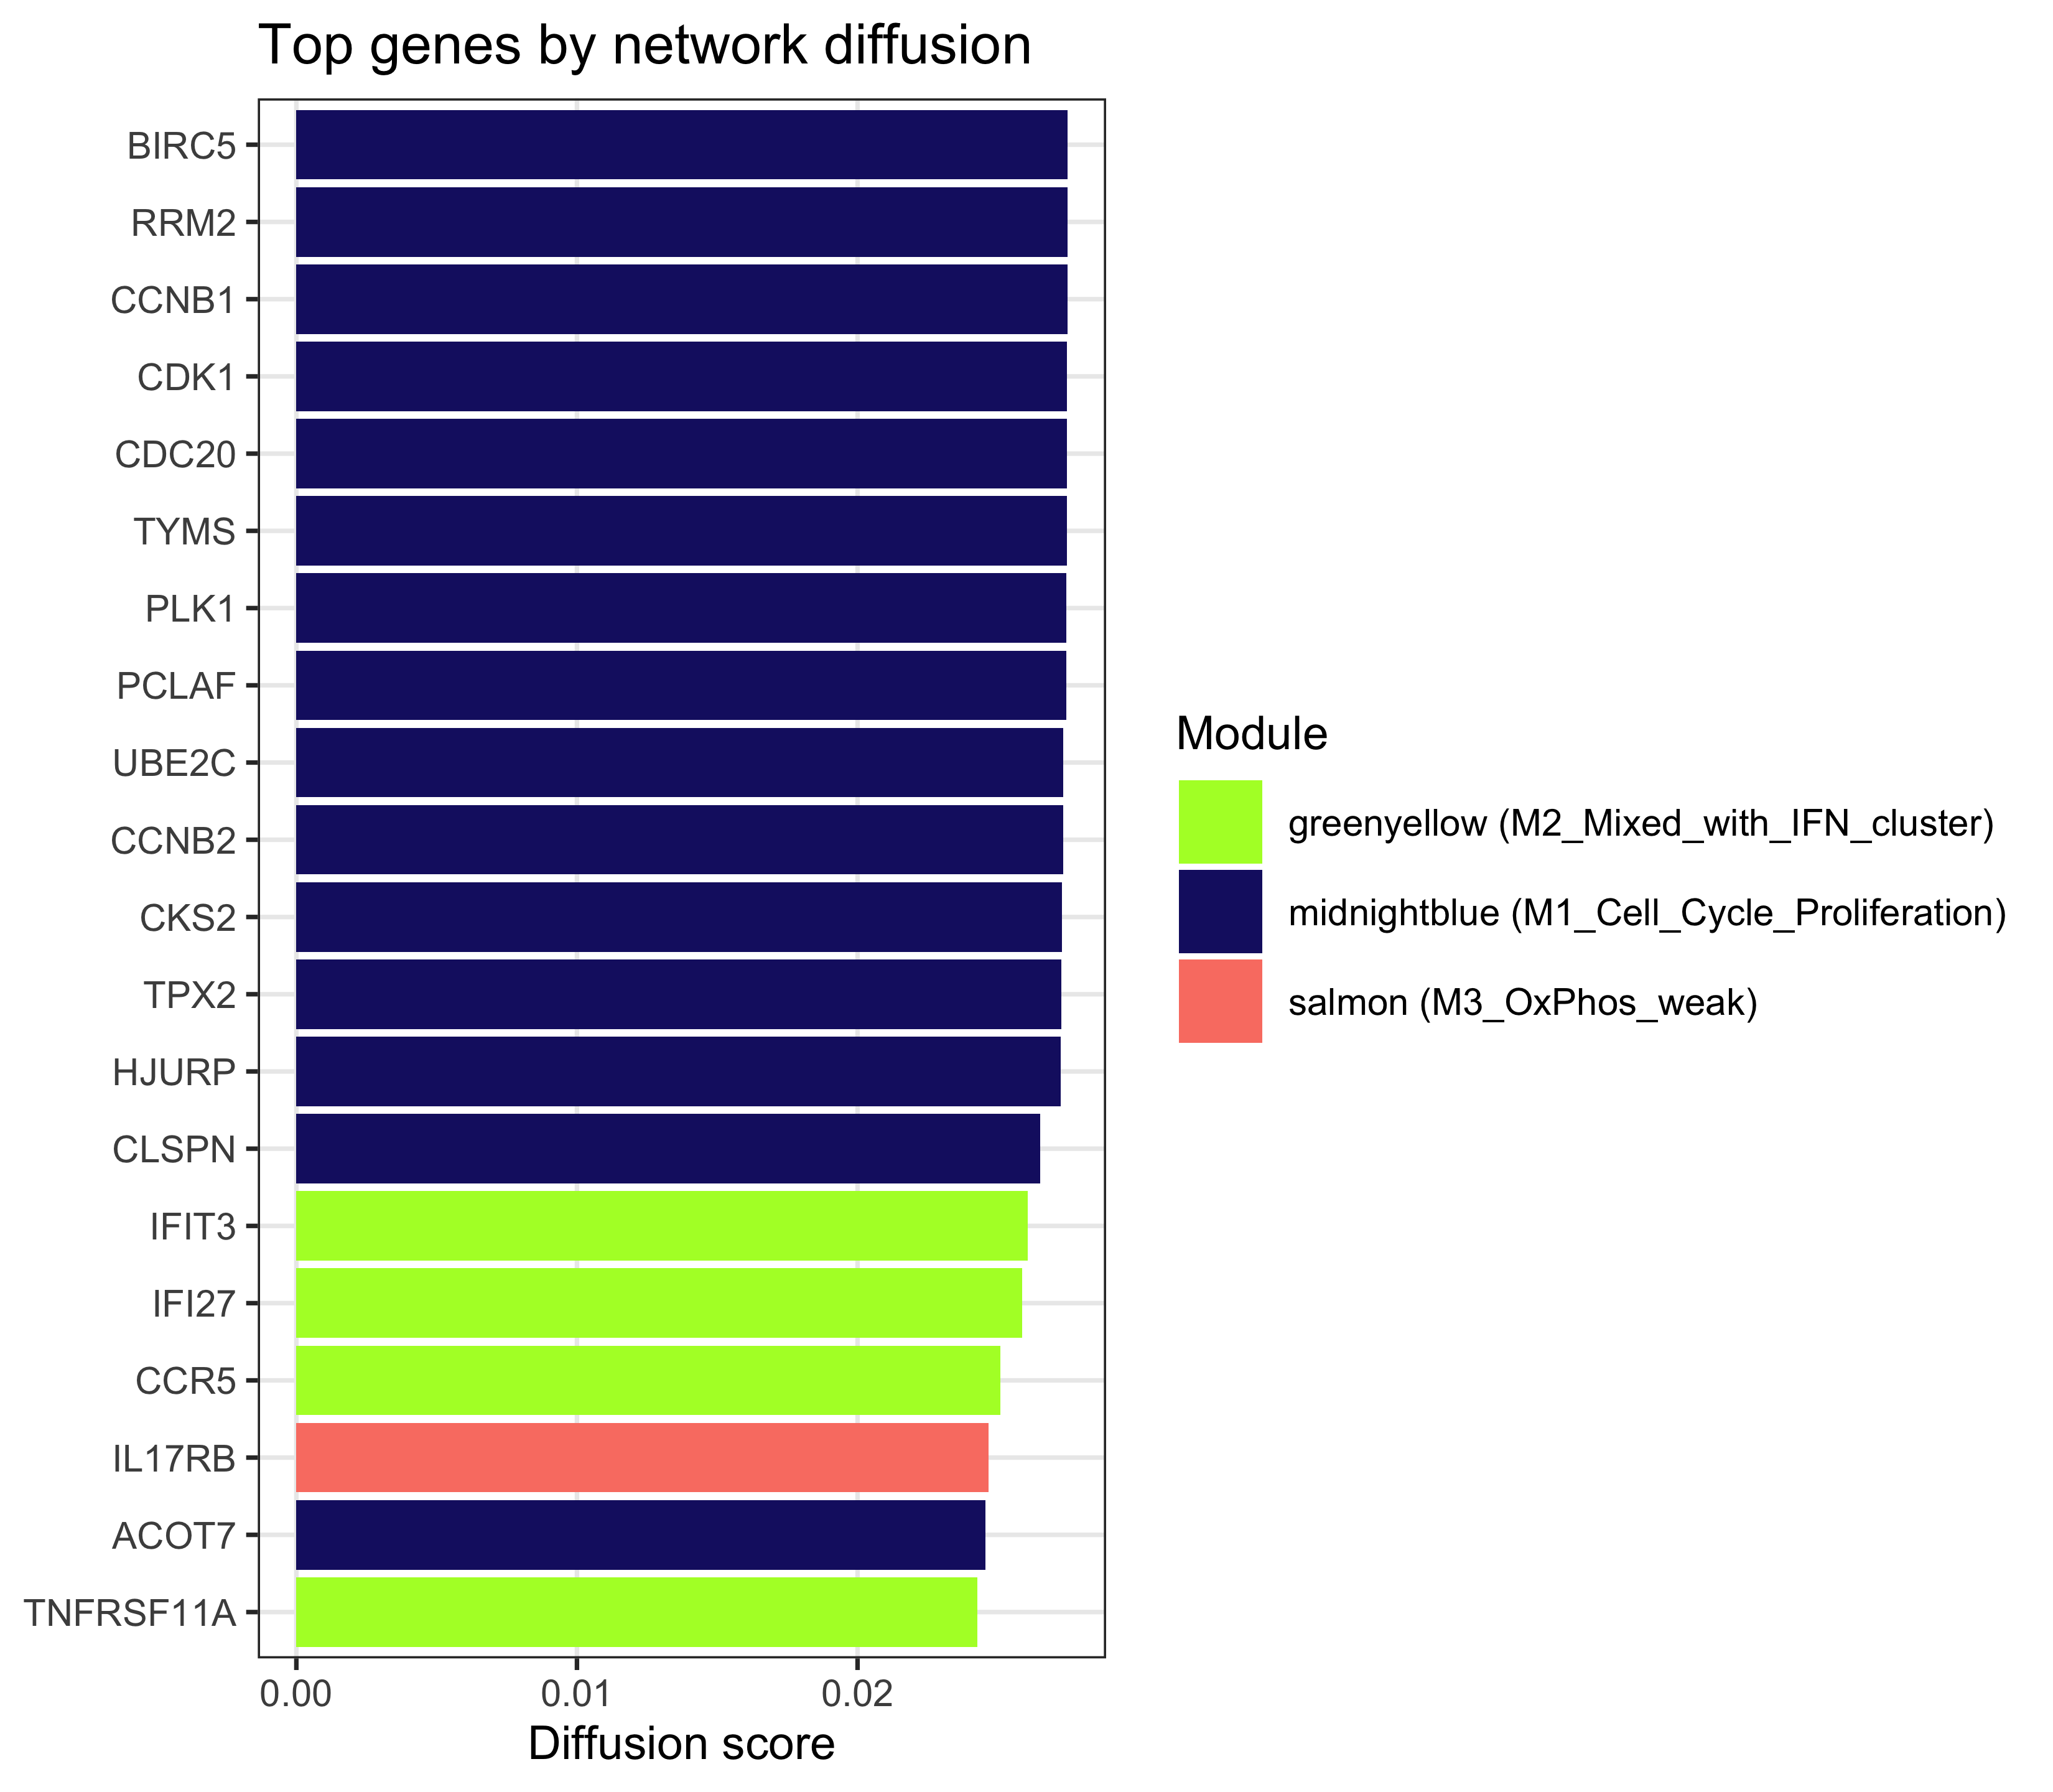 Top genes by network diffusion
BIRC5
RRM2
CCNB1
CDK1
CDC20
TYMS
PLK1
PCLAF
UBE2C
CCNB2
CKS2
TPX2
HJURP
CLSPN
IFIT3
IFI27
CCR5
IL17RB
ACOT7
TNFRSF11A
0.00 0.01 0.02
Diffusion score
Module
greenyellow (M2_Mixed_with_IFN_cluster)
midnightblue (M1_Cell_Cycle_Proliferation)
salmon (M3_OxPhos_weak)